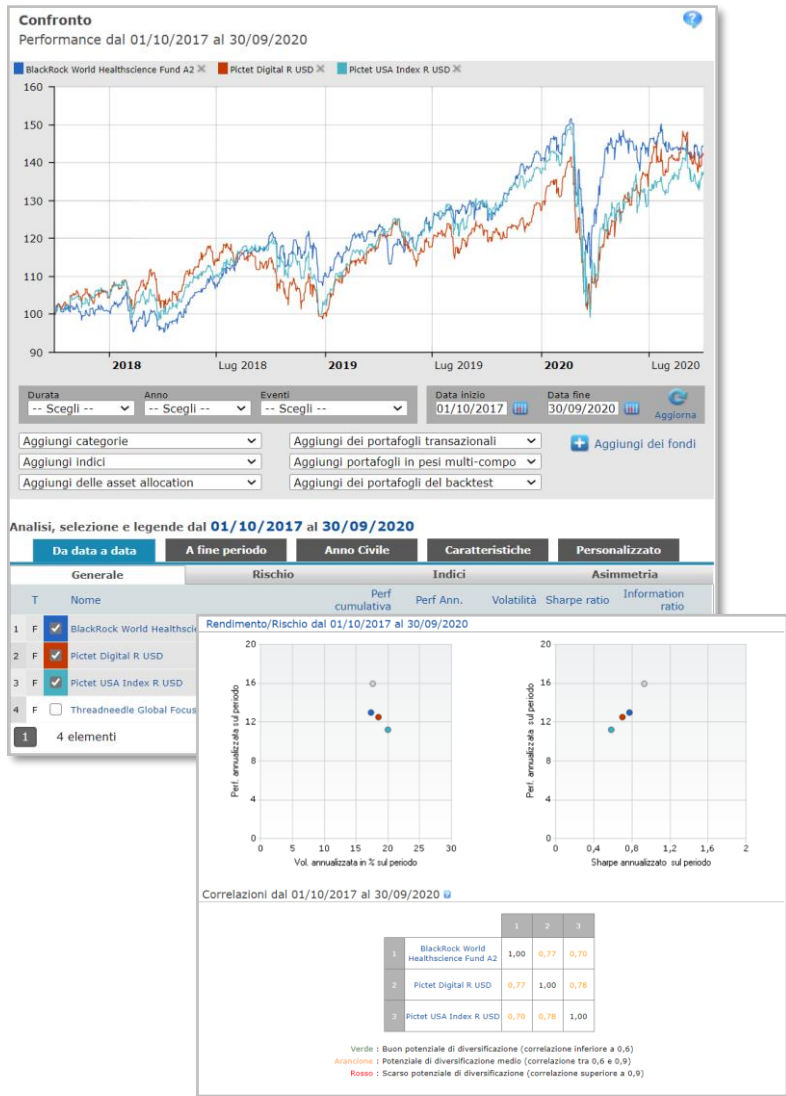 Confronto
Performance dal 01/10/2017 al 30/09/2020
BlackRock World Healthscience Fund A2 Pictet Digital R USD Pictet USA Index R USD
160
150
140
130
120
110
100
90
2018 Lug 2018 2019 Lug 2019 2020 Lug 2020
Durata Anno Eventi Data inizio Data fine
-- Scegli -- -- Scegli -- -- Scegli -- 01/10/2017 30/09/2020 Aggiorna
Aggiungi categorie Aggiungi dei portafogli transazionali Aggiungi dei fondi
Aggiungi indici Aggiungi portafogli in pesi multi-compo
Aggiungi delle asset allocation Aggiungi dei portafogli del backtest
Analisi, selezione e legende dal 01/10/2017 al 30/09/2020
Da data a data A fine periodo Anno Civile Caratteristiche Personalizzato
Generale Rischio Indici Asimmetria
T Nome Perf cumulativa Perf Ann. Volatilità Sharpe ratio Information ratio
1 F BlackRock World Healthsci
2 F Pictet Digital R USD
3 F Pictet USA Index R USD
4 F Threadneedle Global Focus
1 4 elementi
Rendimento/Rischio dal 01/10/2017 al 30/09/2020
20
16
12
8
4
0
Perf. annualizzata sul periodo
0 5 10 15 20 25 30
Vol. annualizzata in % sul periodo
20
16
12
8
4
0
Perf. annualizzata sul periodo
0 0,4 0,8 1,2 1,6 2
Sharpe annualizzato sul periodo
Correlazioni dal 01/10/2017 al 30/09/2020
1 2 3
1 BlackRock World Healthscience Fund A2 1,00 0,77 0,70
2 Pictet Digital R USD 0,77 1,00 0,78
3 Pictet USA Index R USD 0,70 0,78 1,00
Verde : Buon potenziale di diversificazione (correlazione inferiore a 0,6)
Arancione : Potenziale di diversificazione medio (correlazione tra 0,6 e 0,9)
Rosso : Scarso potenziale di diversificazione (correlazione superiore a 0,9)